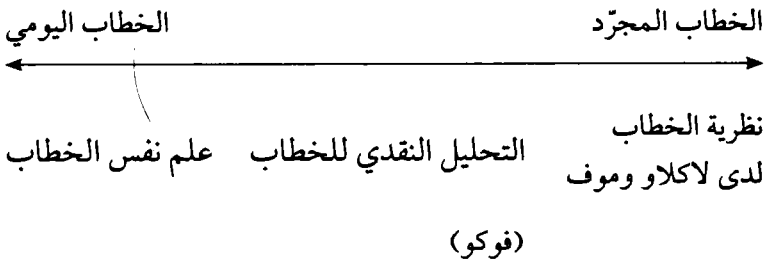 الخطاب المجرّد الخطاب اليومي
نظرية الخطاب
لدى لاكلاو وموف التحليل النقدي للخطاب علم نفس الخطاب
(فوكو)